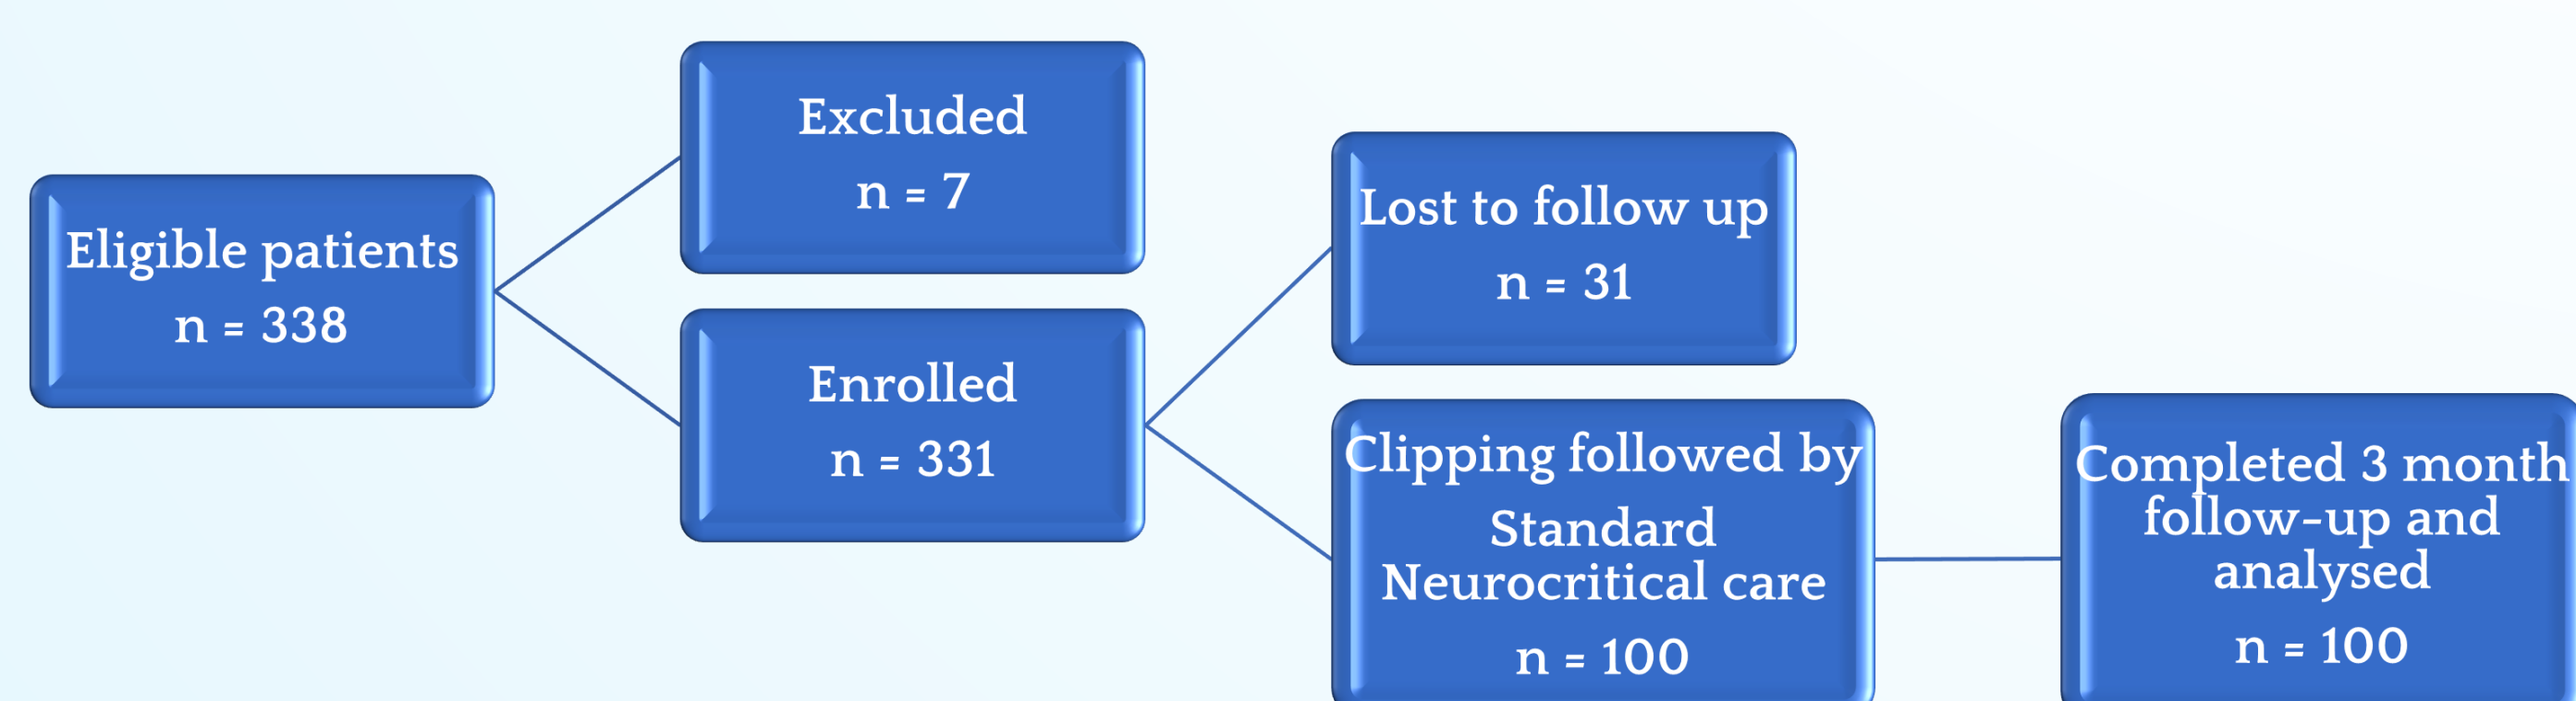 Eligible patients
n = 338
Excluded
n = 7
Enrolled
n = 331
Lost to follow up
n = 31
Clipping followed by
Standard
Neurocritical care
n = 100
Completed 3 month
follow-up and
analysed
n = 100